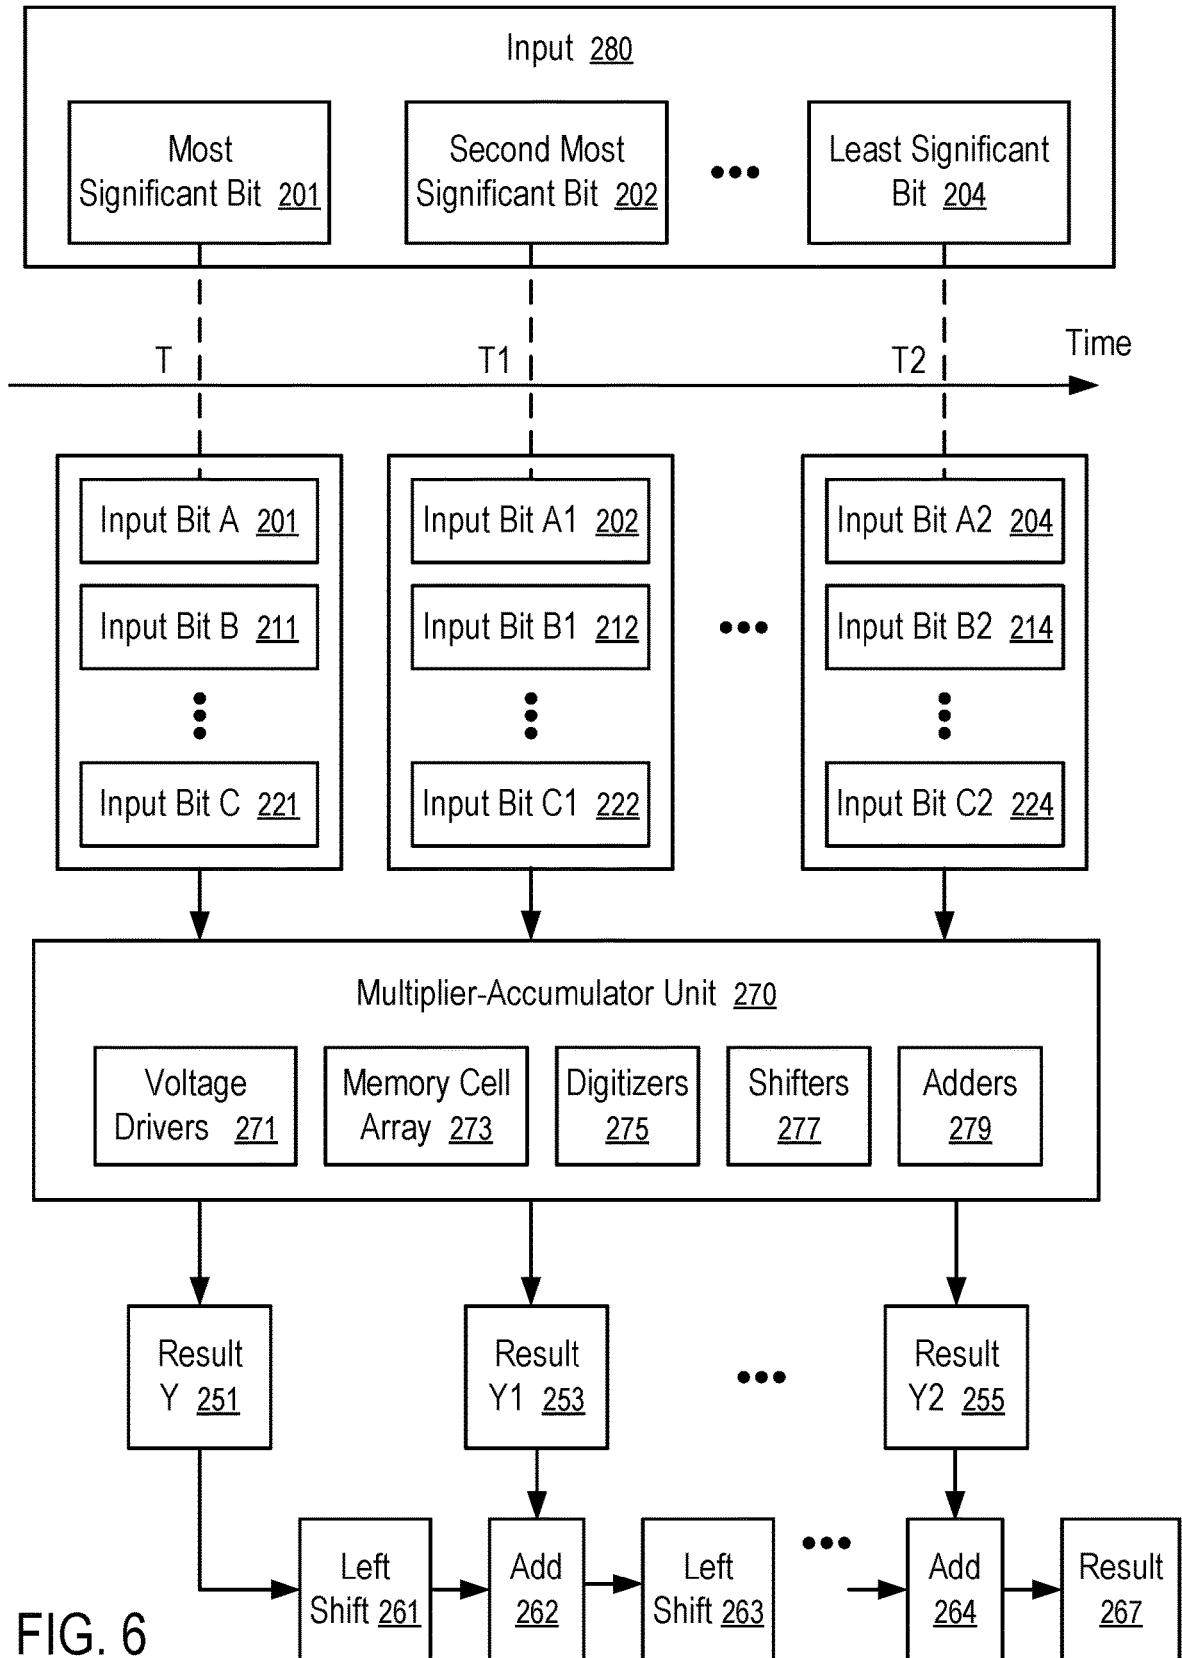 Input 280
Most
Significant Bit 201
Second Most
Significant Bit 202
Least Significant
Bit 204
T
T1
T2
Time
Input Bit A 201
Input Bit B 211
Input Bit C 221
Input Bit A1 202
Input Bit B1 212
Input Bit C1 222
Input Bit A2 204
Input Bit B2 214
Input Bit C2 224
Multiplier-Accumulator Unit 270
Voltage
Drivers 271
Memory Cell
Array 273
Digitizers
275
Shifters
277
Adders
279
Result
Y 251
Result
Y1 253
Result
Y2 255
Left
Shift 261
Add
262
Left
Shift 263
Add
264
Result
267
FIG. 6